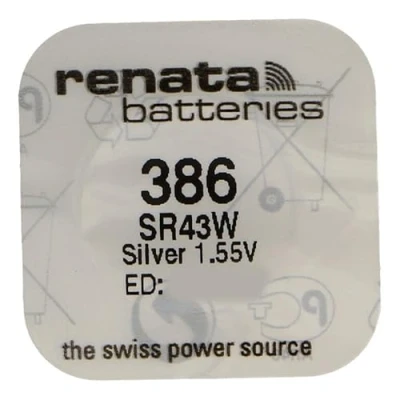 renata
batteries
386
SR43W
Silver 1.55V
ED:
the swiss power source